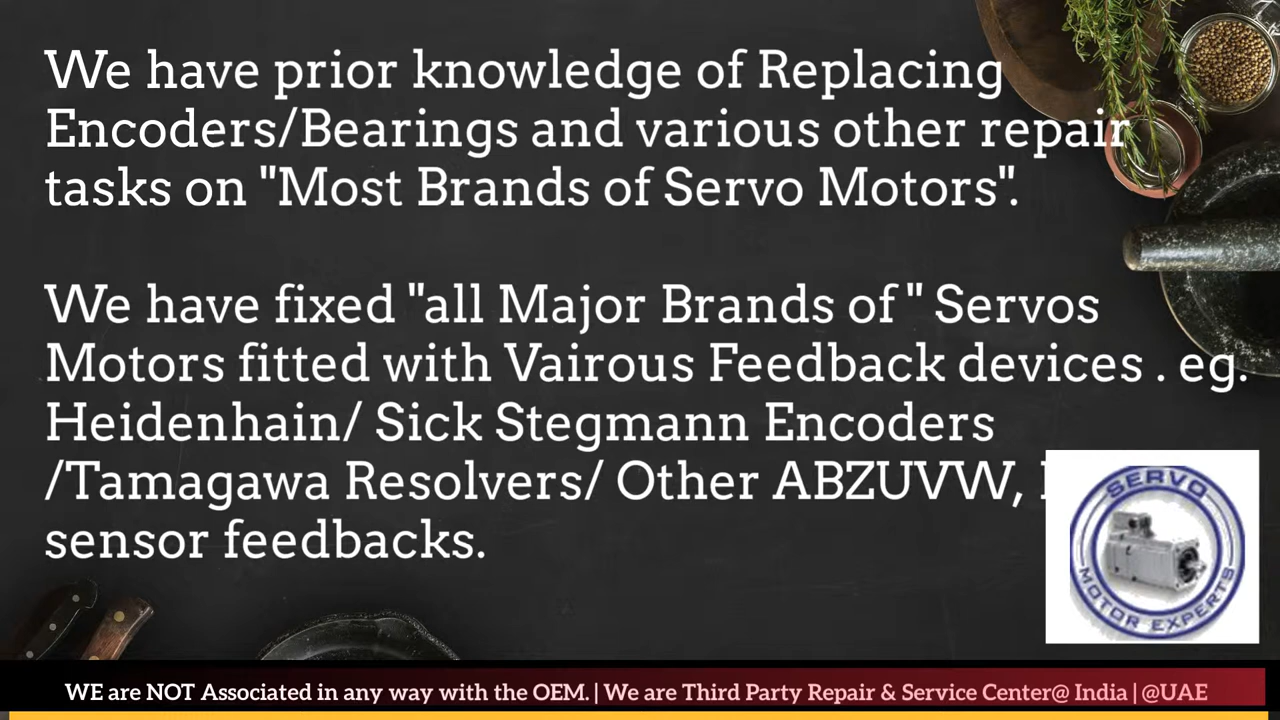 We have prior knowledge of Replacing
Encoders/Bearings and various other repair
tasks on "Most Brands of Servo Motors".
We have fixed "all Major Brands of " Servos
Motors fitted with Vairous Feedback devices . eg.
Heidenhain/ Sick Stegmann Encoders
/Tamagawa Resolvers/ Other ABZUVW,
sensor feedbacks.
SERVO
MOTOR EXPERTS
WE are NOT Associated in any way with the OEM. | We are Third Party Repair & Service Center@ India | @UAE